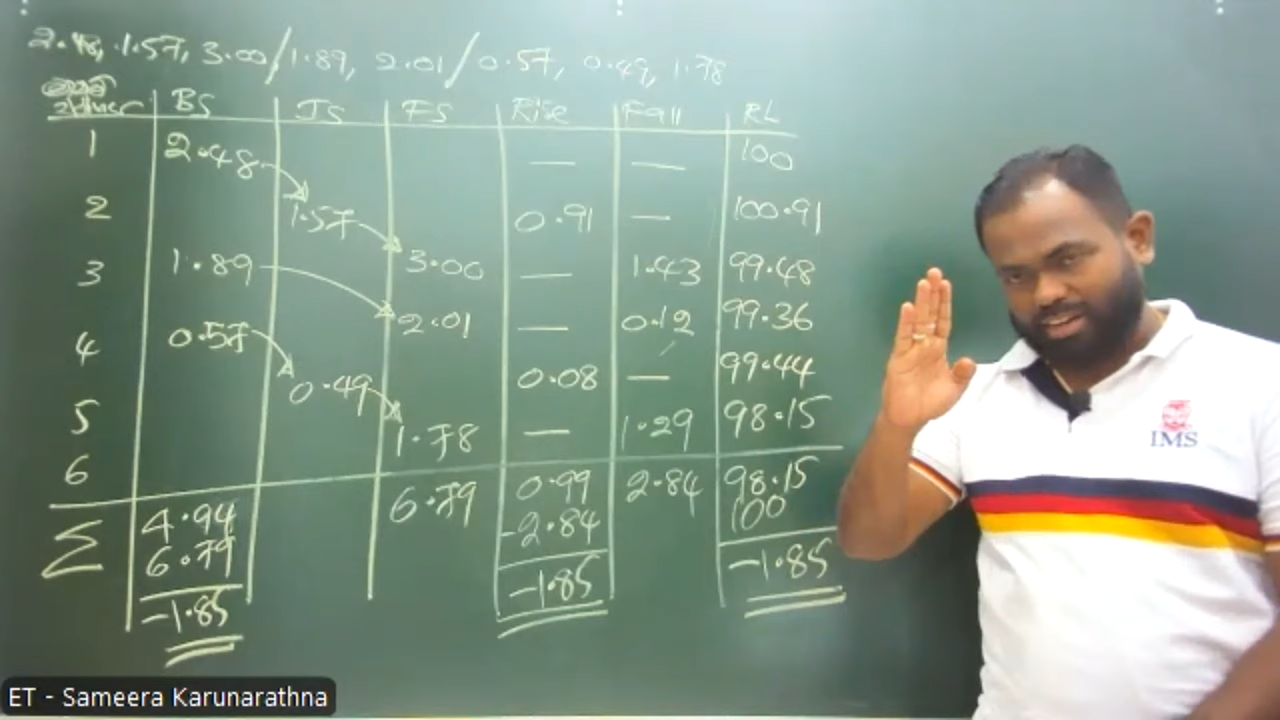 2.48, 1.57, 3.00/1.89, 2.01/0.57, 0.49, 1.78
BS IS FS Rise Fall RL
1 2.48 — — 100
2 1.57 0.91 — 100.91
3 1.89 3.00 — 1.43 99.48
4 0.57 2.01 — 0.12 99.36
5 0.49 0.08 — 99.44
6 1.78 — 1.29 98.15
Σ 4.94 6.79 0.99 2.84 98.15
6.79 -2.84 100
-1.85 -1.85 -1.85
IMS
ET - Sameera Karunarathna